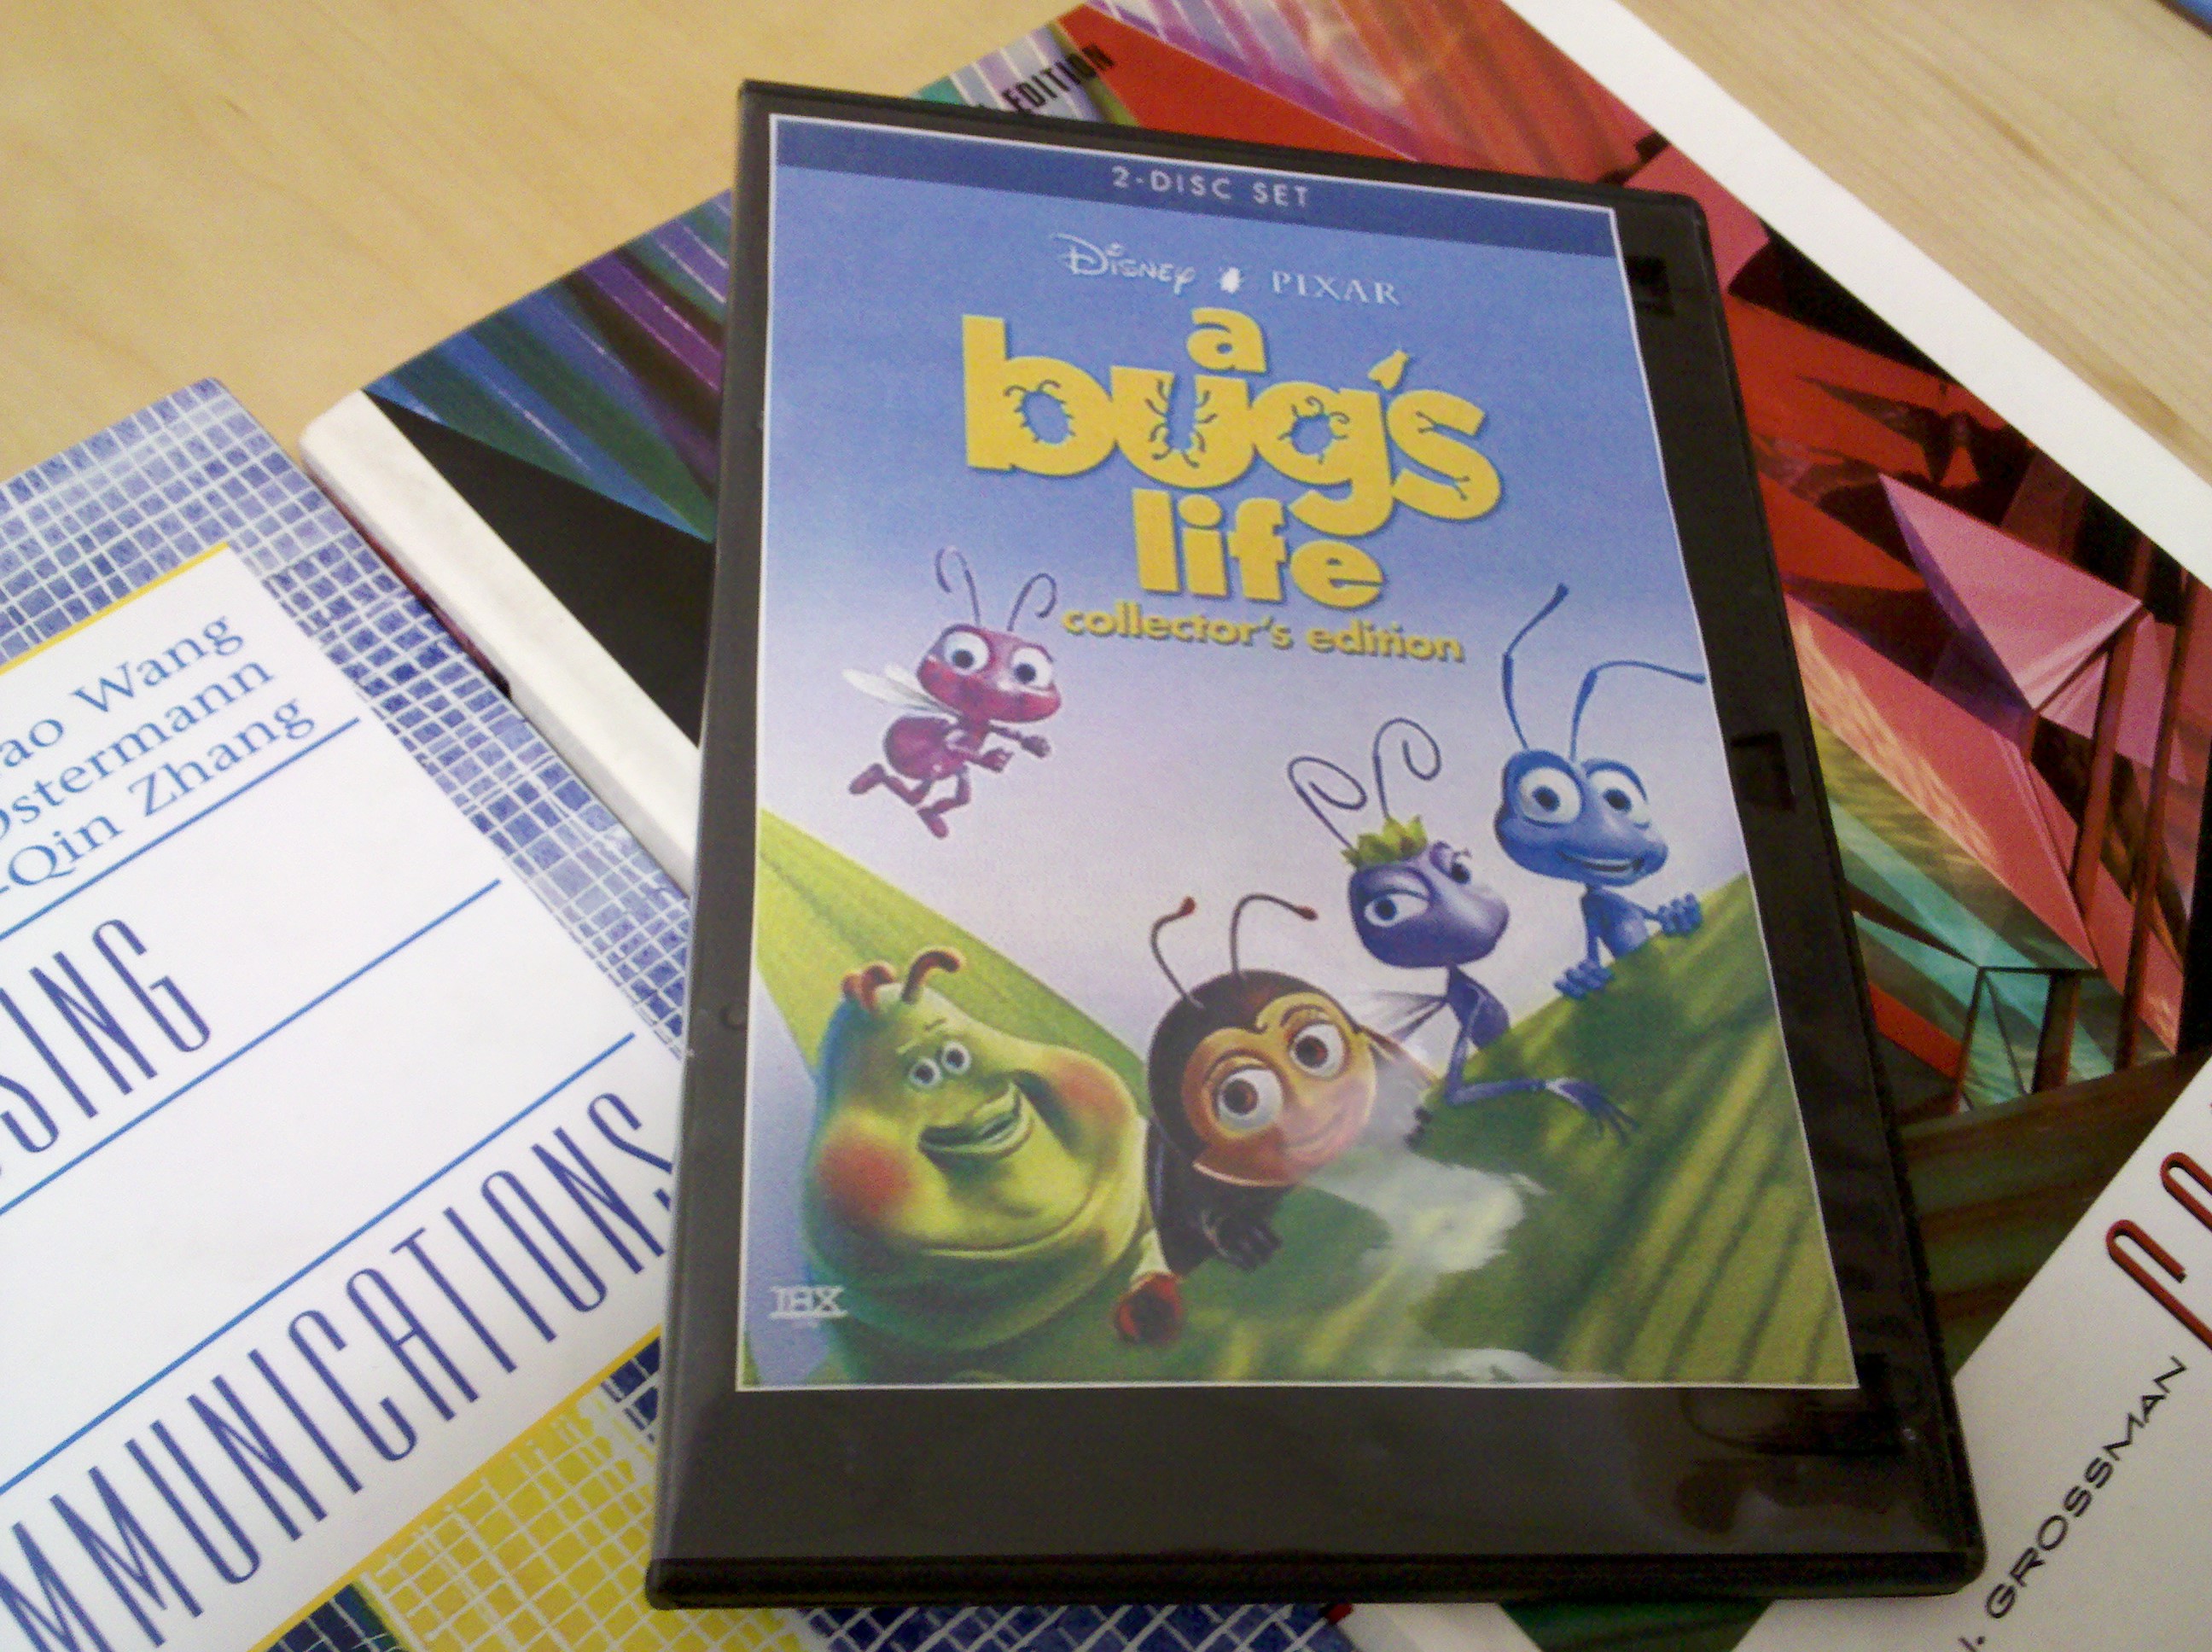 EDITION
2-DISC SET
DISNEY PIXAR
a
bug's
life
collector's edition
THX
ao Wang
Ostermann
-Qin Zhang
SING
MMUNICATIONS
I. GROSSMAN